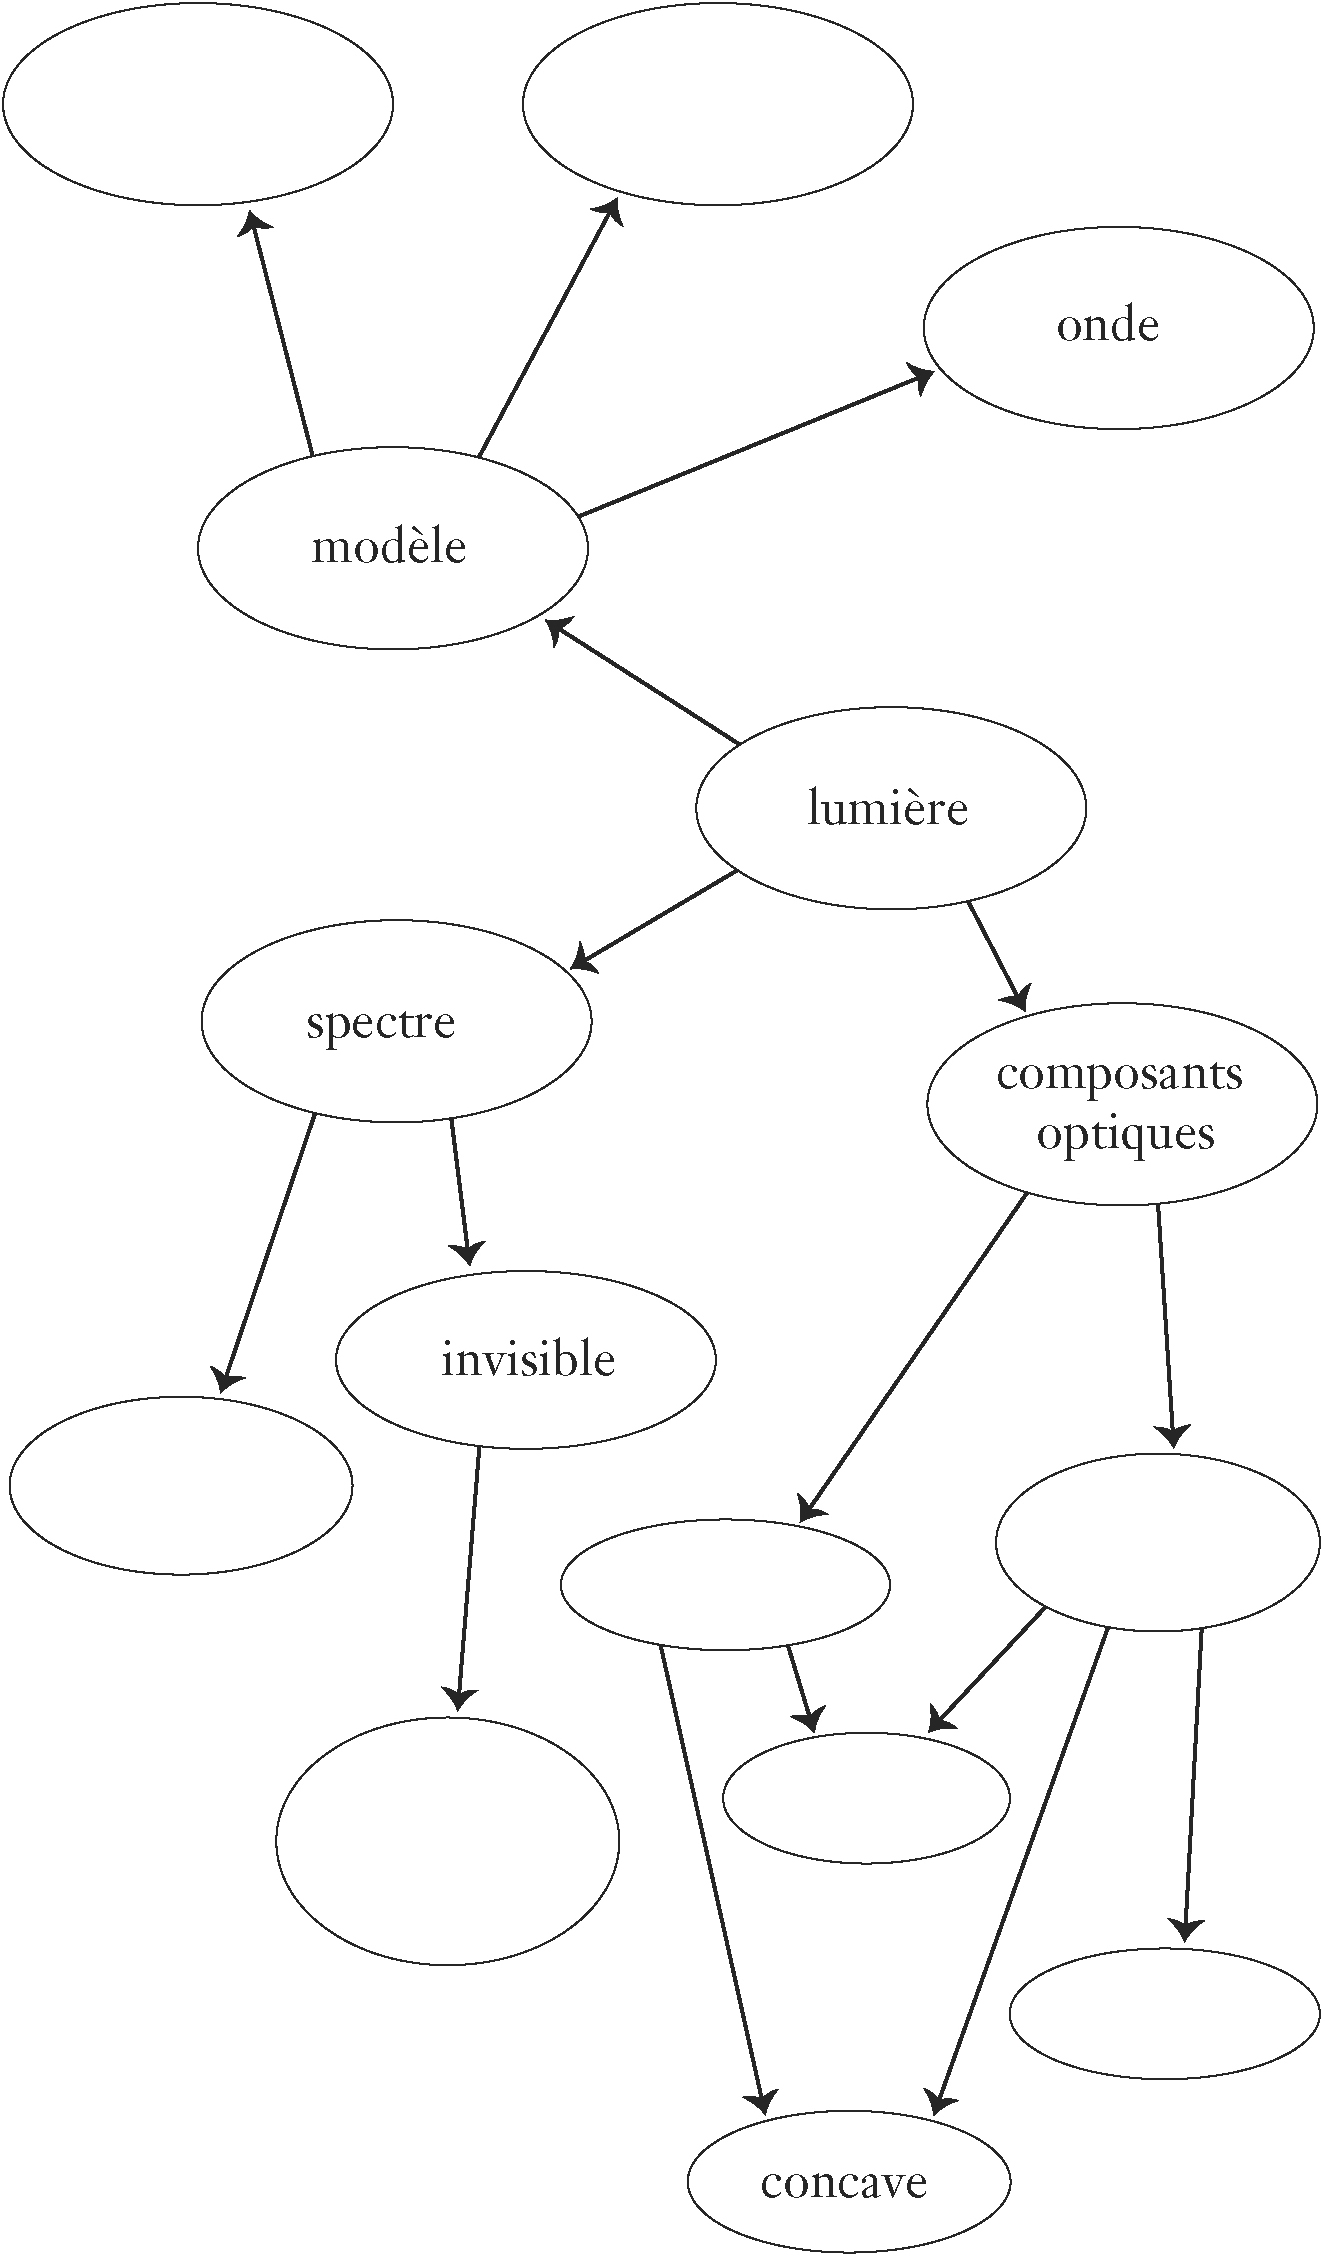 onde
modèle
lumière
spectre
composants
optiques
invisible
concave